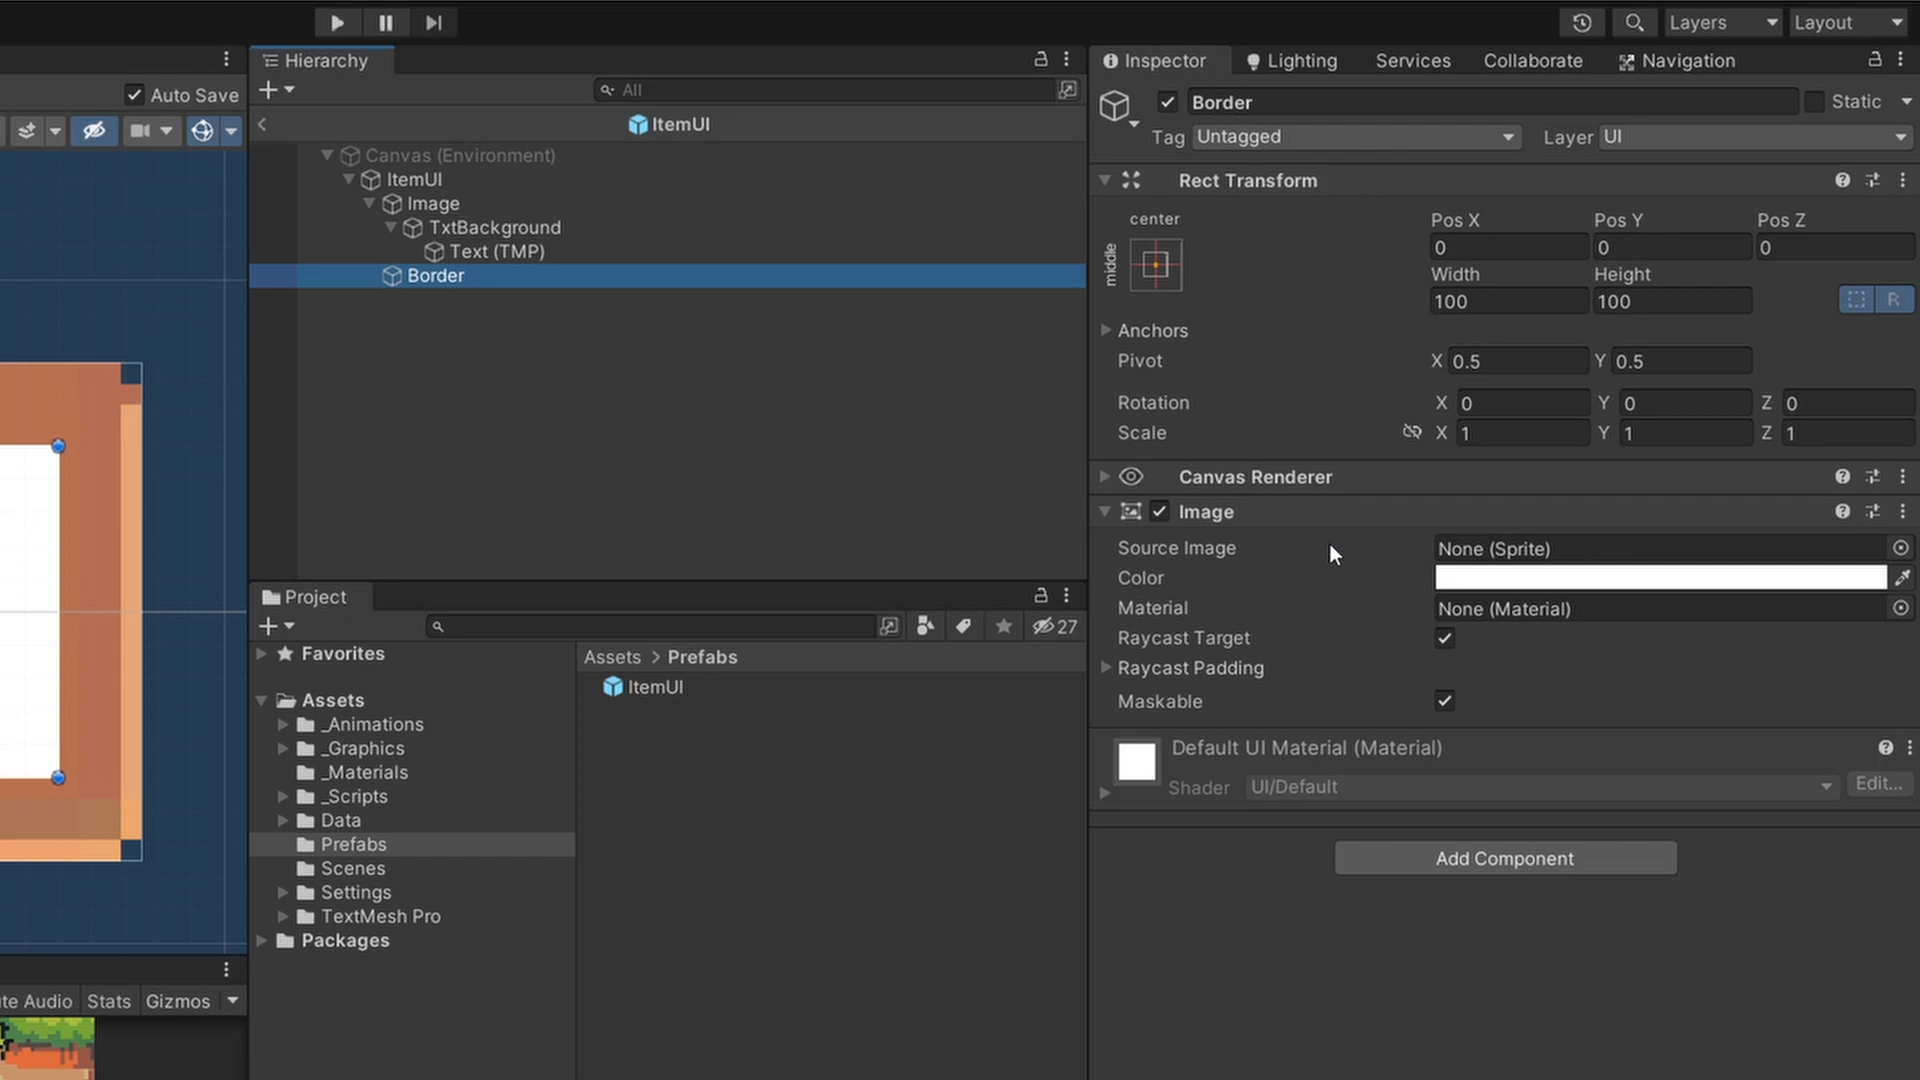 Layers
Layout
Hierarchy
Inspector
Lighting
Services
Collaborate
Navigation
Auto Save
All
Border
Static
ItemUI
Tag Untagged
Layer UI
Canvas (Environment)
ItemUI
Image
TxtBackground
Text (TMP)
Border
Rect Transform
center
middle
Pos X
Pos Y
Pos Z
0
0
0
Width
Height
100
100
R
Anchors
Pivot X 0.5 Y 0.5
Rotation X 0 Y 0 Z 0
Scale X 1 Y 1 Z 1
Canvas Renderer
Image
Source Image None (Sprite)
Color
Material None (Material)
Raycast Target
Raycast Padding
Maskable
Default UI Material (Material)
Shader UI/Default Edit...
Add Component
Project
27
Favorites
Assets
_Animations
_Graphics
_Materials
_Scripts
Data
Prefabs
Scenes
Settings
TextMesh Pro
Packages
Assets > Prefabs
ItemUI
te Audio Stats Gizmos